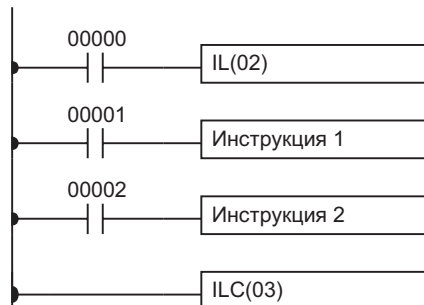 00000
IL(02)
00001
Инструкция 1
00002
Инструкция 2
ILC(03)